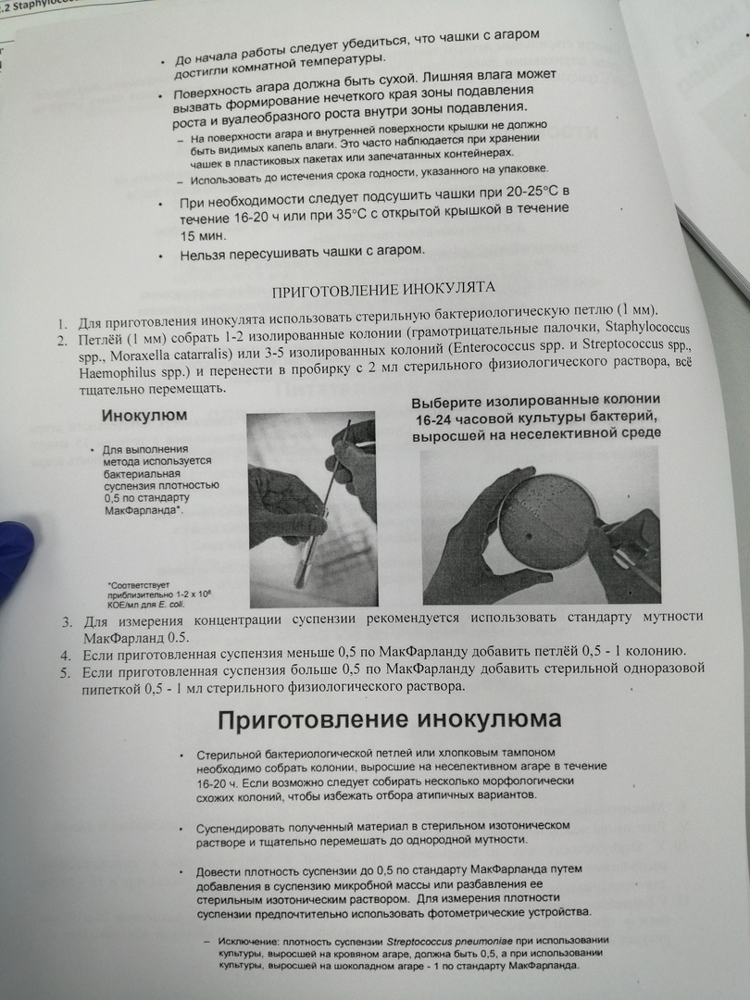 .2 Staphyloco
• До начала работы следует убедиться, что чашки с агаром
достигли комнатной температуры.
• Поверхность агара должна быть сухой. Лишняя влага может
вызвать формирование нечеткого края зоны подавления
роста и вуалеобразного роста внутри зоны подавления.
– На поверхности агара и внутренней поверхности крышки не должно
быть видимых капель влаги. Это часто наблюдается при хранении
чашек в пластиковых пакетах или запечатанных контейнерах.
– Использовать до истечения срока годности, указанного на упаковке.
• При необходимости следует подсушить чашки при 20-25°C в
течение 16-20 ч или при 35°C с открытой крышкой в течение
15 мин.
• Нельзя пересушивать чашки с агаром.
ПРИГОТОВЛЕНИЕ ИНОКУЛЯТА
1. Для приготовления инокулята использовать стерильную бактериологическую петлю (1 мм).
2. Петлёй (1 мм) собрать 1-2 изолированные колонии (грамотрицательные палочки, Staphylococcus
spp., Moraxella catarralis) или 3-5 изолированных колоний (Enterococcus spp. и Streptococcus spp.,
Haemophilus spp.) и перенести в пробирку с 2 мл стерильного физиологического раствора, всё
тщательно перемещать.
Инокулюм
• Для выполнения
метода используется
бактериальная
суспензия плотностью
0,5 по стандарту
МакФарланда*.
*Соответствует
приблизительно 1-2 x 10⁸
КОЕ/мл для E. coli.
Выберите изолированные колонии
16-24 часовой культуры бактерий,
выросшей на неселективной среде
3. Для измерения концентрации суспензии рекомендуется использовать стандарту мутности
МакФарланд 0.5.
4. Если приготовленная суспензия меньше 0,5 по МакФарланду добавить петлёй 0,5 - 1 колонию.
5. Если приготовленная суспензия больше 0,5 по МакФарланду добавить стерильной одноразовой
пипеткой 0,5 - 1 мл стерильного физиологического раствора.
Приготовление инокулюма
• Стерильной бактериологической петлей или хлопковым тампоном
необходимо собрать колонии, выросшие на неселективном агаре в течение
16-20 ч. Если возможно следует собирать несколько морфологически
схожих колоний, чтобы избежать отбора атипичных вариантов.
• Суспендировать полученный материал в стерильном изотоническом
растворе и тщательно перемешать до однородной мутности.
• Довести плотность суспензии до 0,5 по стандарту МакФарланда путем
добавления в суспензию микробной массы или разбавления ее
стерильным изотоническим раствором. Для измерения плотности
суспензии предпочтительно использовать фотометрические устройства.
– Исключение: плотность суспензии Streptococcus pneumoniae при использовании
культуры, выросшей на кровяном агаре, должна быть 0,5, а при использовании
культуры, выросшей на шоколадном агаре - 1 по стандарту МакФарланда.